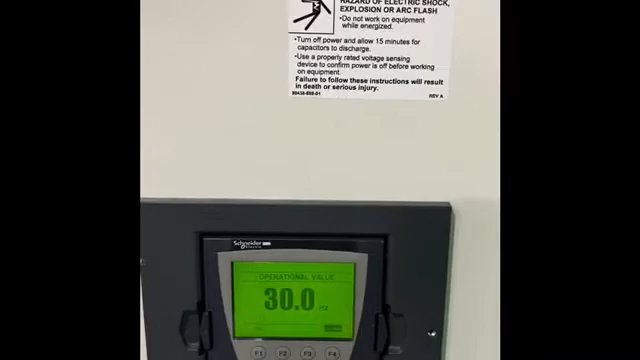 HAZARD OF ELECTRIC SHOCK,
EXPLOSION OR ARC FLASH
•Do not work on equipment
while energized.
•Turn off power and allow 15 minutes for
capacitors to discharge.
•Use a properly rated voltage sensing
device to confirm power is off before working
on equipment.
Failure to follow these instructions will result
in death or serious injury.
REV A
Schneider
Electric
OPERATIONAL VALUE
30.0 Hz
F1 F2 F3 F4